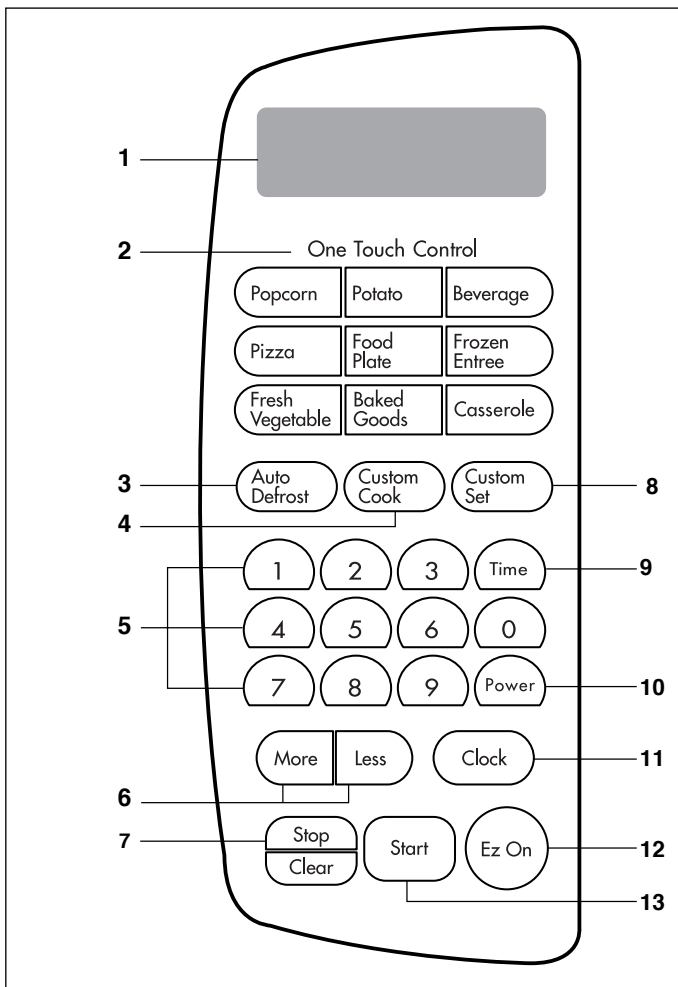 1
2 One Touch Control
Popcorn Potato Beverage
Pizza Food Plate Frozen Entree
Fresh Vegetable Baked Goods Casserole
3 Auto Defrost Custom Cook Custom Set 8
4
1 2 3 Time 9
5 4 5 6 0
7 8 9 Power 10
More Less Clock 11
6
7 Stop Start Ez On 12
Clear
13